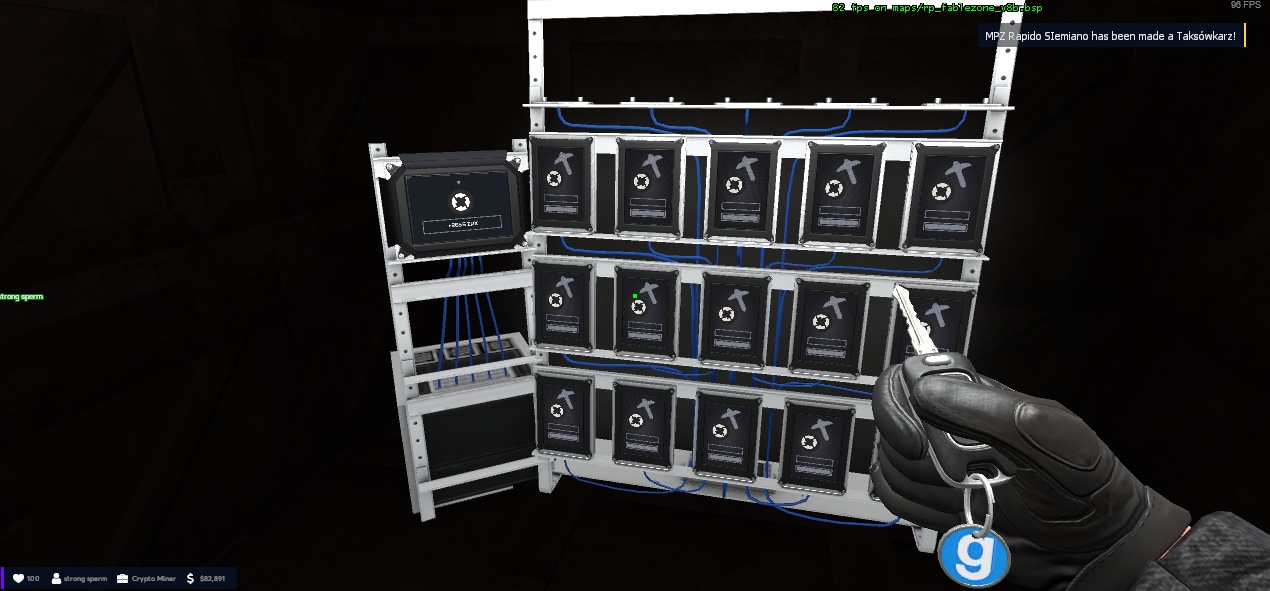 82 fps on maps/rp_fablezone_v8b.bsp
96 FPS
MPZ Rapido SIemiano has been made a Taksówkarz!
strong sperm
g
100
strong sperm
Crypto Miner
$ $82,891